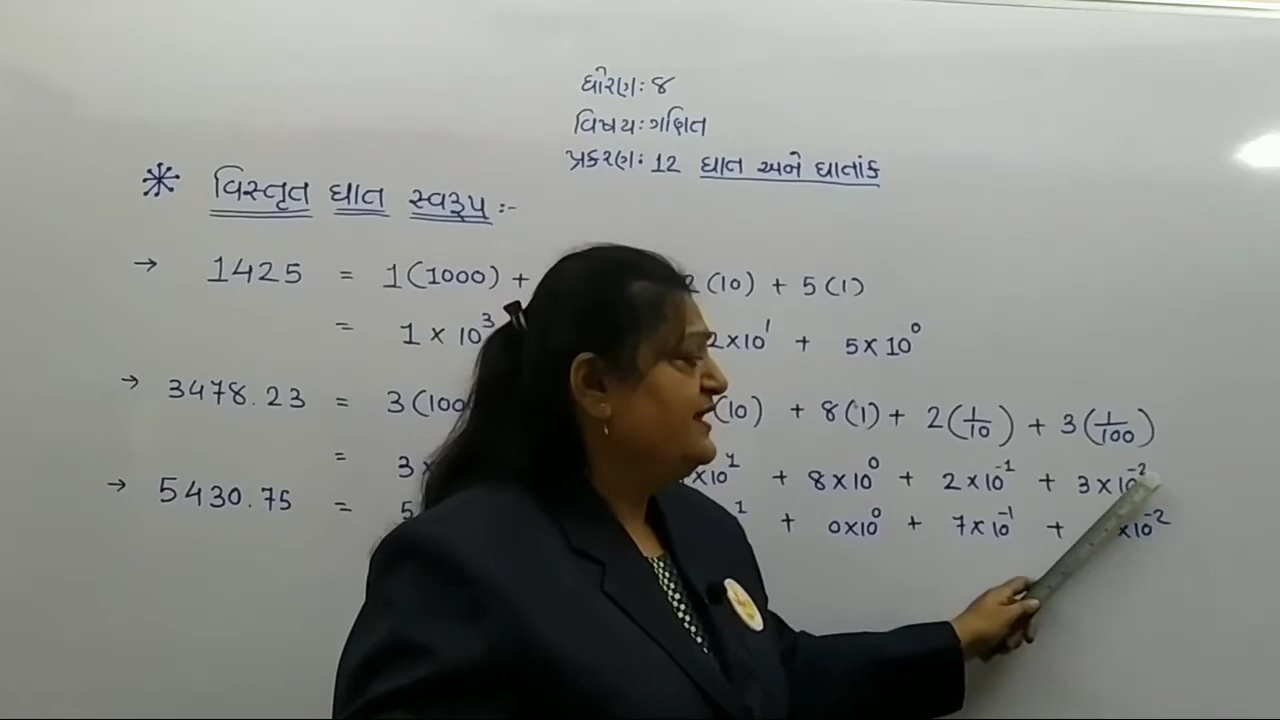 ધોરણ: ૪
વિષય: ગણિત
પ્રકરણ: 12 ઘાત અને ઘાતાંક
* વિસ્તૃત ઘાત સ્વરૂપ :-
→ 1425 = 1(1000) + 2(10) + 5(1)
= 1 × 10³ 2×10¹ + 5×10⁰
→ 3478.23 = 3(100 (10) + 8(1) + 2(1/10) + 3(1/100)
= 3× ×10¹ + 8×10⁰ + 2×10⁻¹ + 3×10⁻²
→ 5430.75 = 5 ¹ + 0×10⁰ + 7×10⁻¹ + ×10⁻²